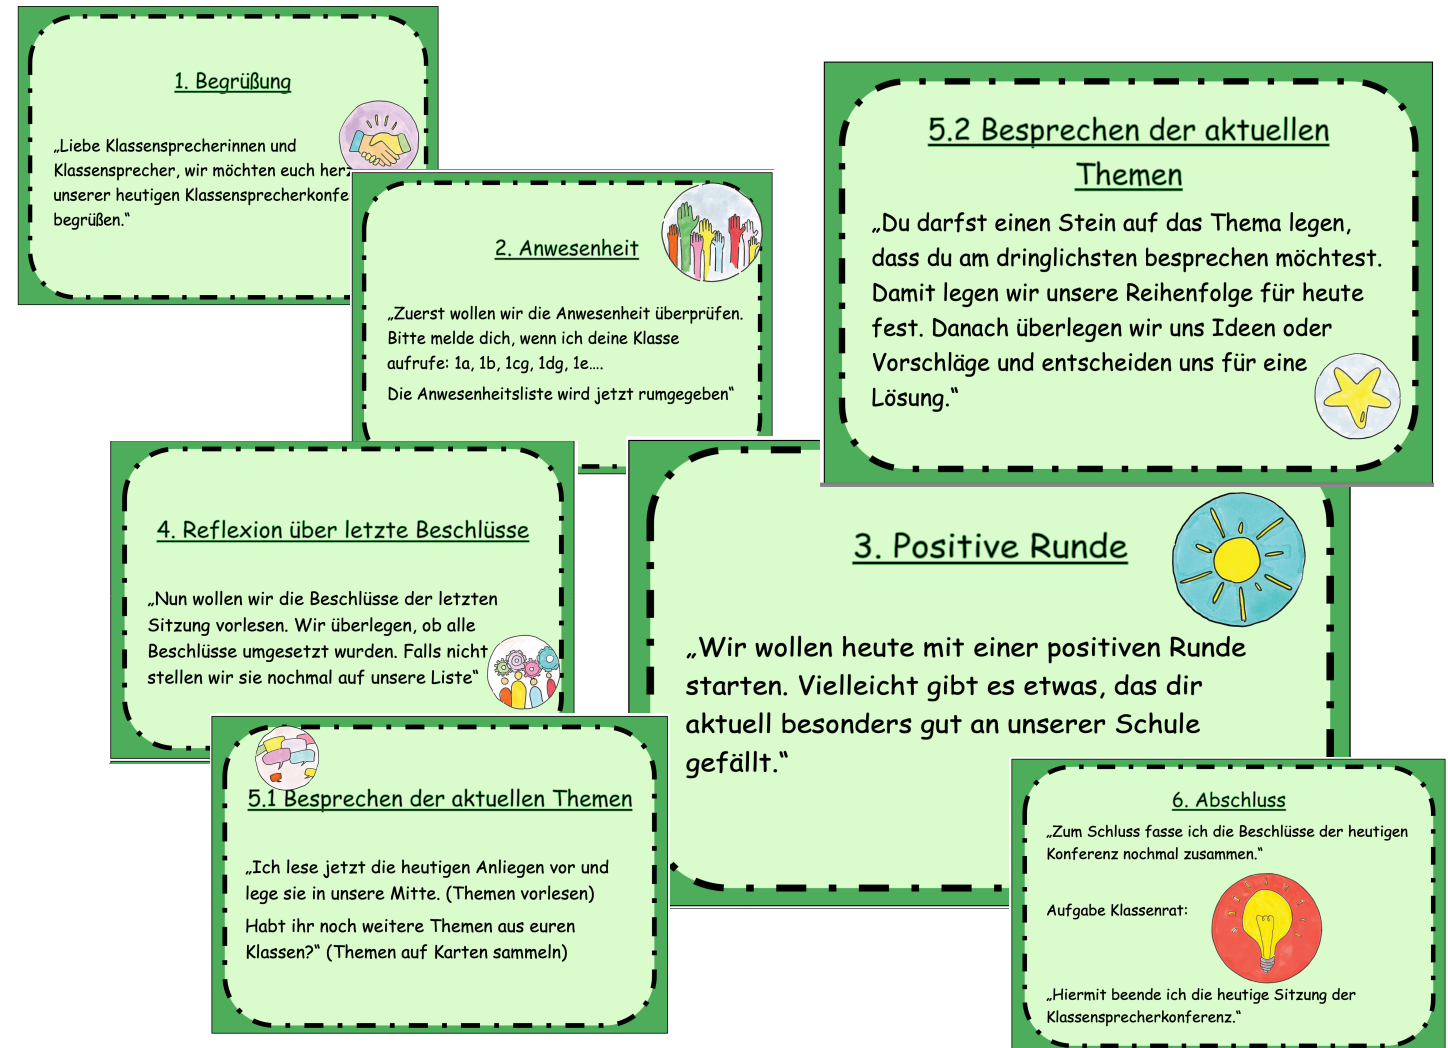 1. Begrüßung
„Liebe Klassensprecherinnen und
Klassensprecher, wir möchten euch
unserer heutigen
begrüßen.“
2. Anwesenheit
„Zuerst wollen wir die Anwesenheit überprüfen.
Bitte melde dich, wenn ich deine Klasse
aufrufe: 1a, 1b, 1cg, 1dg, 1e....
Die Anwesenheitsliste wird jetzt rumgegeben“
3. Positive Runde
„Wir wollen heute mit einer positiven Runde
starten. Vielleicht gibt es etwas, das dir
aktuell besonders gut an unserer Schule
gefällt.“
4. Reflexion über letzte Beschlüsse
„Nun wollen wir die Beschlüsse der letzten
Sitzung vorlesen. Wir überlegen, ob alle
Beschlüsse umgesetzt wurden. Falls nicht
stellen wir sie nochmal auf unsere Liste“
5.1 Besprechen der aktuellen Themen
„Ich lese jetzt die heutigen Anliegen vor und
lege sie in unsere Mitte. (Themen vorlesen)
Habt ihr noch weitere Themen aus euren
Klassen?“ (Themen auf Karten sammeln)
5.2 Besprechen der aktuellen
Themen
„Du darfst einen Stein auf das Thema legen,
dass du am dringlichsten besprechen möchtest.
Damit legen wir unsere Reihenfolge für heute
fest. Danach überlegen wir uns Ideen oder
Vorschläge und entscheiden uns für eine
Lösung.“
6. Abschluss
„Zum Schluss fasse ich die Beschlüsse der heutigen
Konferenz nochmal zusammen.“
Aufgabe Klassenrat:
„Hiermit beende ich die heutige Sitzung der
Klassensprecherkonferenz.“